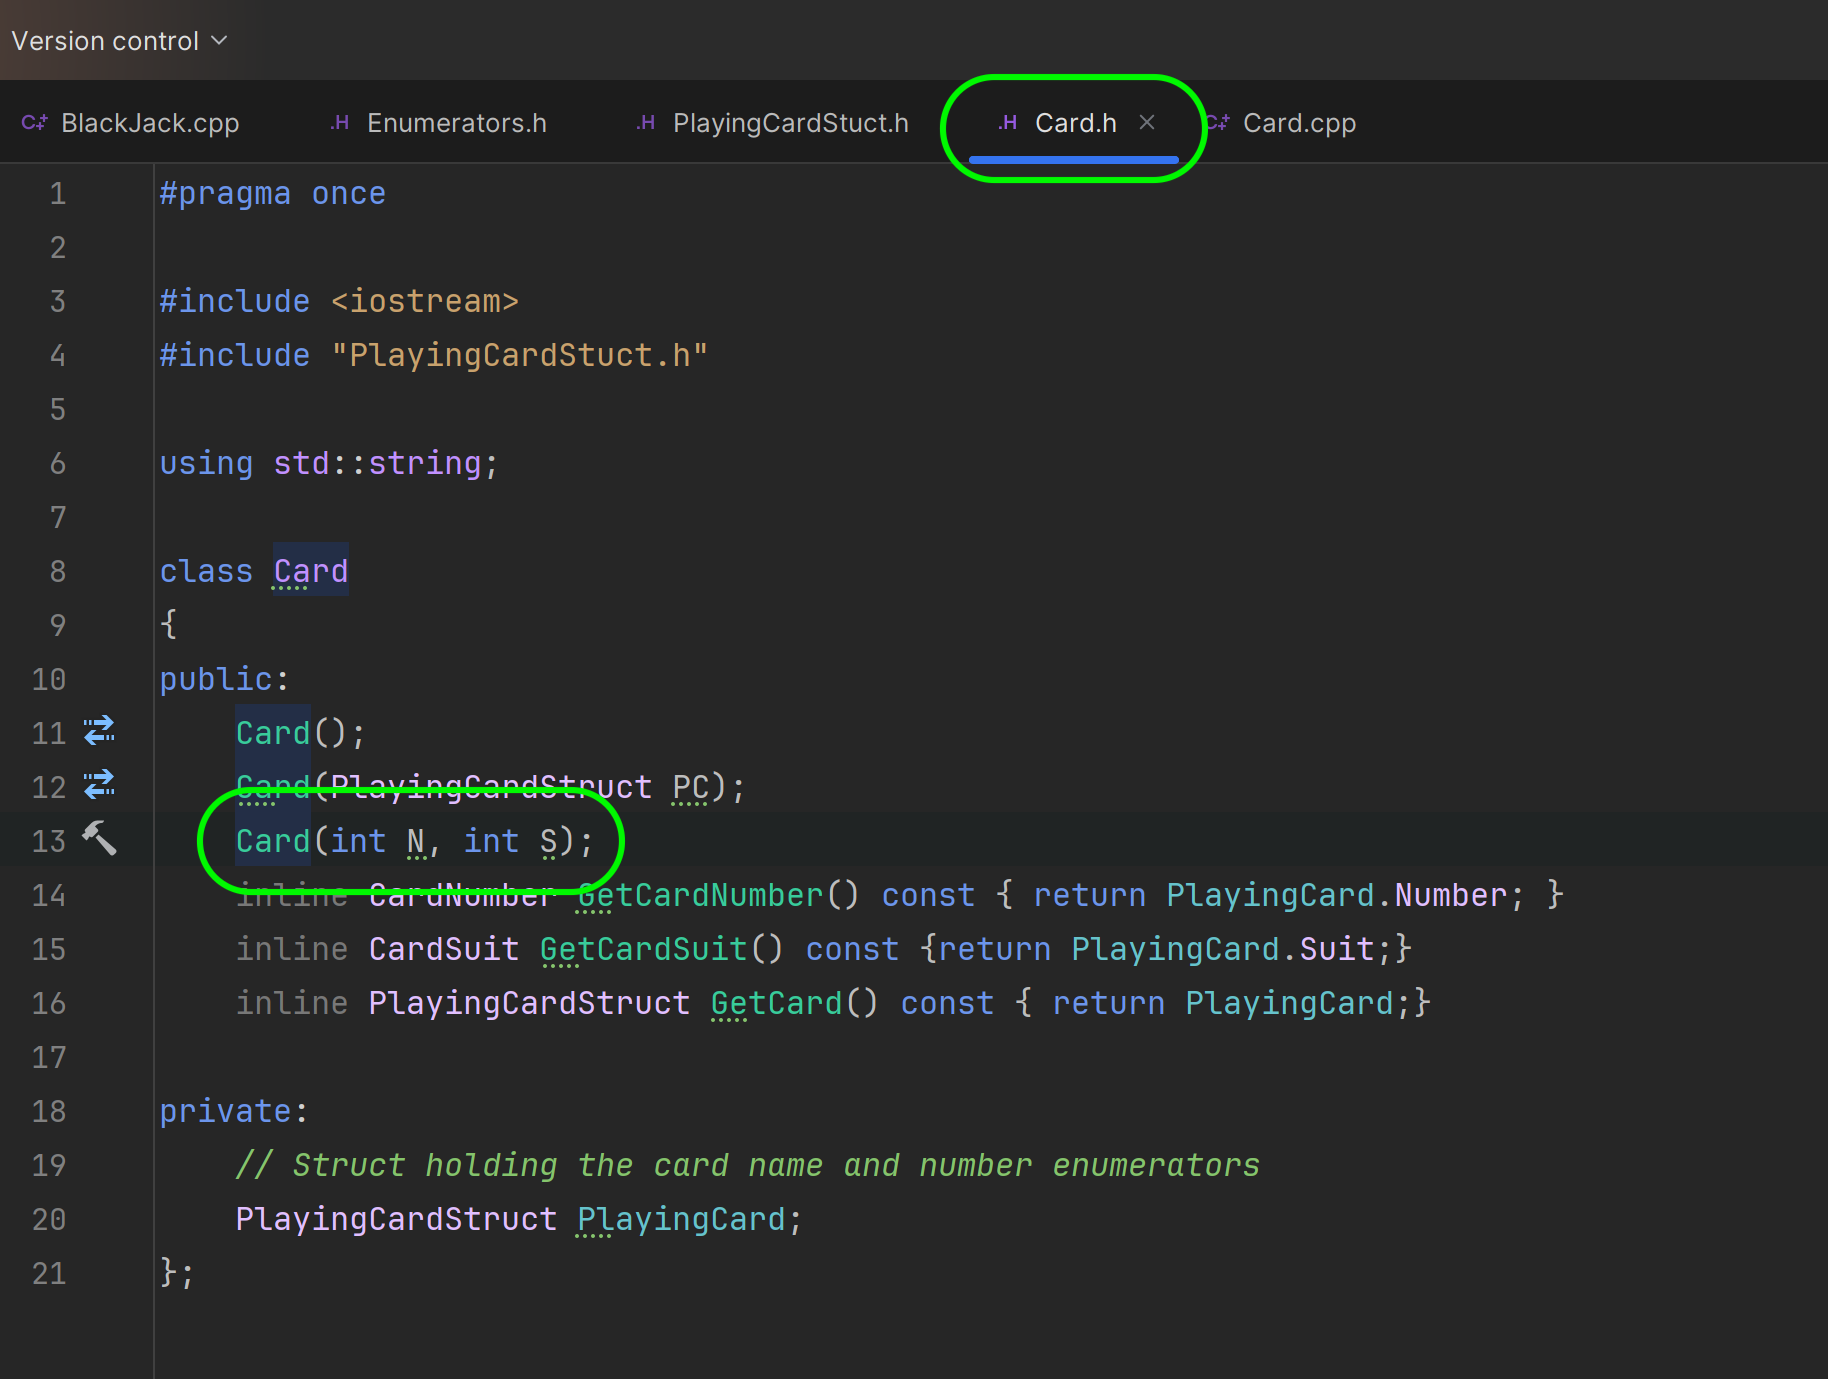 Version control
BlackJack.cpp .H Enumerators.h .H PlayingCardStuct.h .H Card.h × C++ Card.cpp
1 #pragma once
2
3 #include <iostream>
4 #include "PlayingCardStuct.h"
5
6 using std::string;
7
8 class Card
9 {
10 public:
11 Card();
12 Card(PlayingCardStruct PC);
13 Card(int N, int S);
14 inline CardNumber GetCardNumber() const { return PlayingCard.Number; }
15 inline CardSuit GetCardSuit() const {return PlayingCard.Suit;}
16 inline PlayingCardStruct GetCard() const { return PlayingCard;}
17
18 private:
19 // Struct holding the card name and number enumerators
20 PlayingCardStruct PlayingCard;
21 };